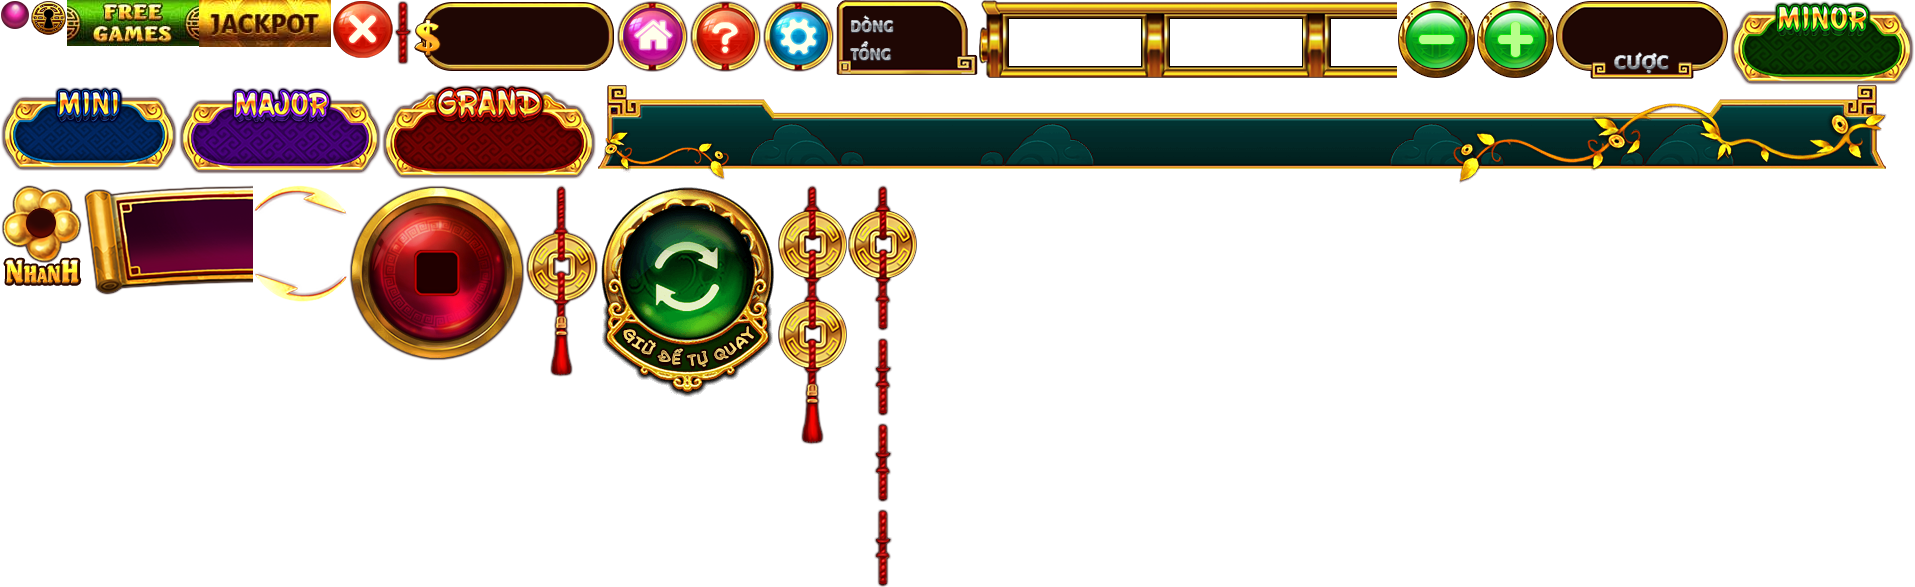 FREE
GAMES
JACKPOT
$
?
DÒNG
TỔNG
CƯỢC
MINOR
MINI
MAJOR
GRAND
NHANH
GIỮ ĐỂ TỰ QUAY